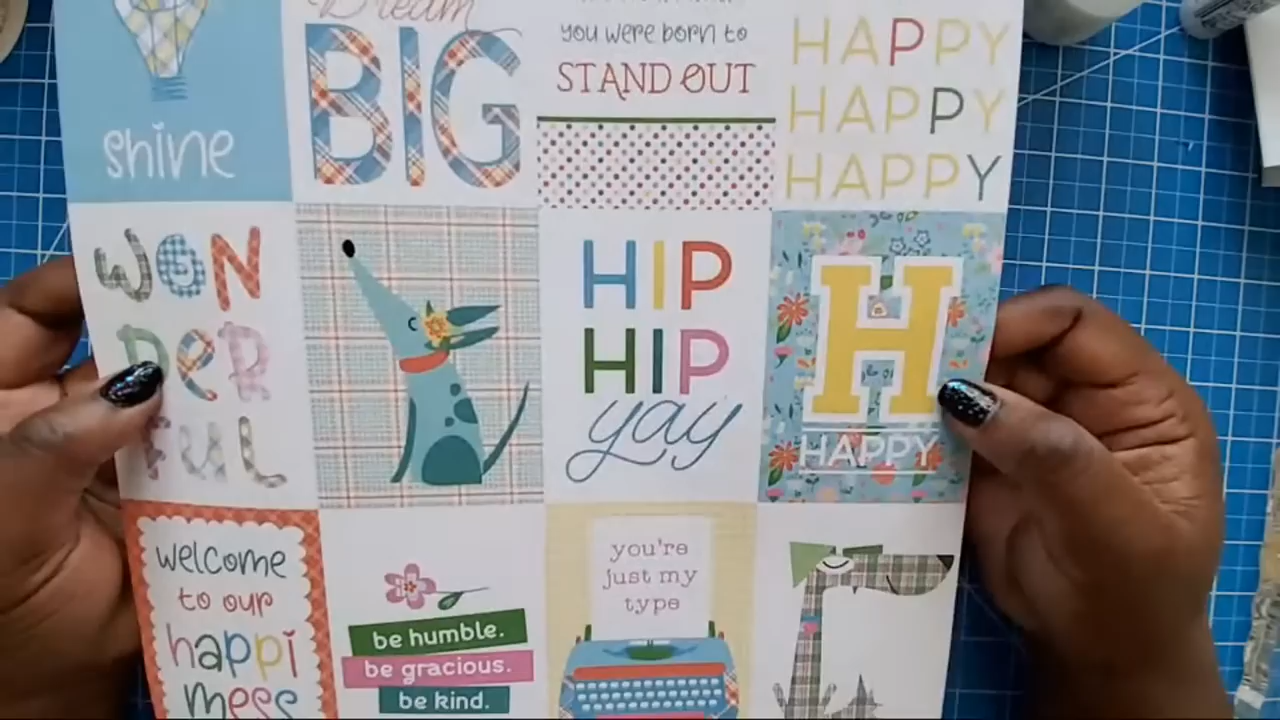 Dream
BIG
shine
you were born to
STAND OUT
HAPPY
HAPPY
HAPPY
WON
DER
FUL
HIP
HIP
yay
H
HAPPY
welcome
to our
happi
mess
be humble.
be gracious.
be kind.
you're
just my
type